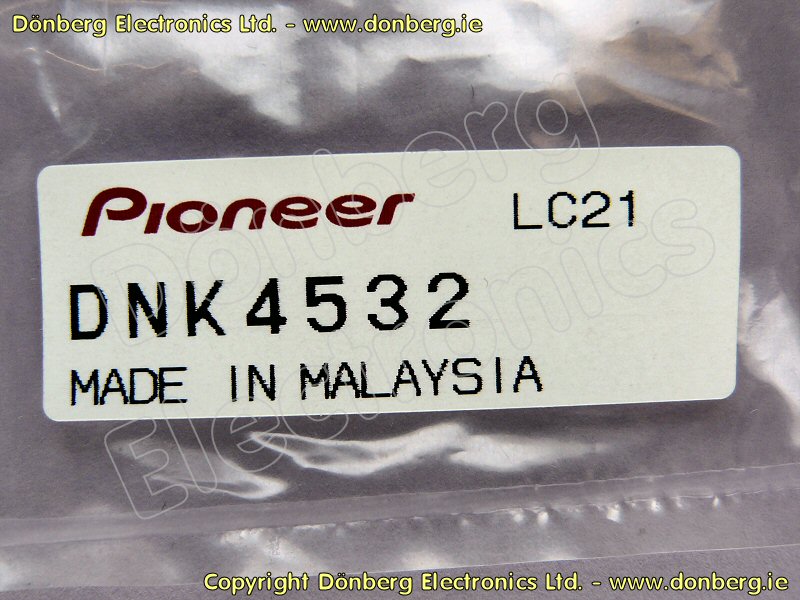 Dönberg Electronics Ltd. - www.donberg.ie
Pioneer LC21
DNK4532
MADE IN MALAYSIA
Dönberg
Electronics
Copyright Dönberg Electronics Ltd. - www.donberg.ie